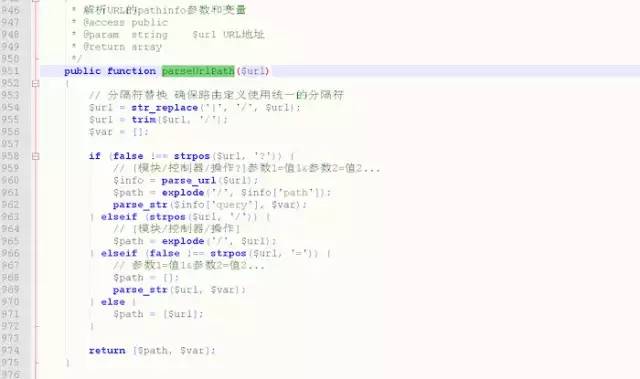 946 * 解析URL的pathinfo参数和变量
947 * @access public
948 * @param string $url URL地址
949 * @return array
950 */
951 public function parseUrlPath($url)
952 {
953 // 分隔符替换 确保路由定义使用统一的分隔符
954 $url = str_replace('|', '/', $url);
955 $url = trim($url, '/');
956 $var = [];
957
958 if (false !== strpos($url, '?')) {
959 // [模块/控制器/操作?]参数1=值1&参数2=值2...
960 $info = parse_url($url);
961 $path = explode('/', $info['path']);
962 parse_str($info['query'], $var);
963 } elseif (strpos($url, '/')) {
964 // [模块/控制器/操作]
965 $path = explode('/', $url);
966 } elseif (false !== strpos($url, '=')) {
967 // 参数1=值1&参数2=值2...
968 $path = [];
969 parse_str($url, $var);
970 } else {
971 $path = [$url];
972 }
973
974 return [$path, $var];
975 }
976